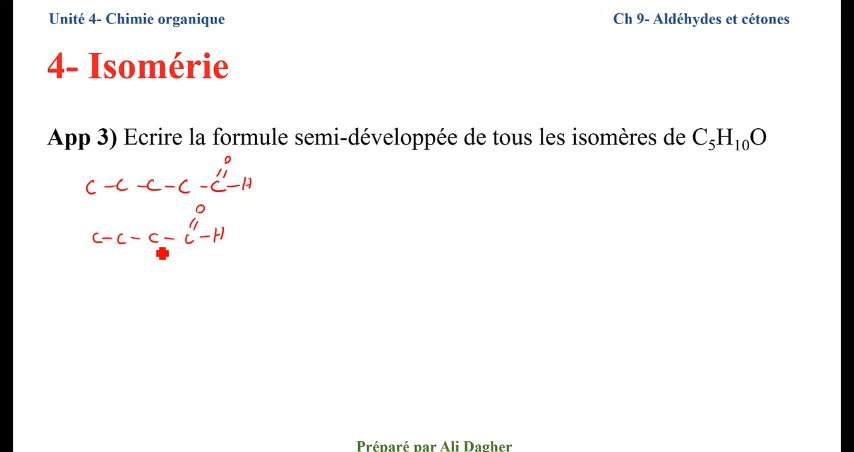 Unité 4- Chimie organique
Ch 9- Aldéhydes et cétones
4- Isomérie
App 3) Ecrire la formule semi-développée de tous les isomères de C₅H₁₀O
O
C-C-C-C-C-H
O
C-C-C-C-H
Préparé par Ali Dagher